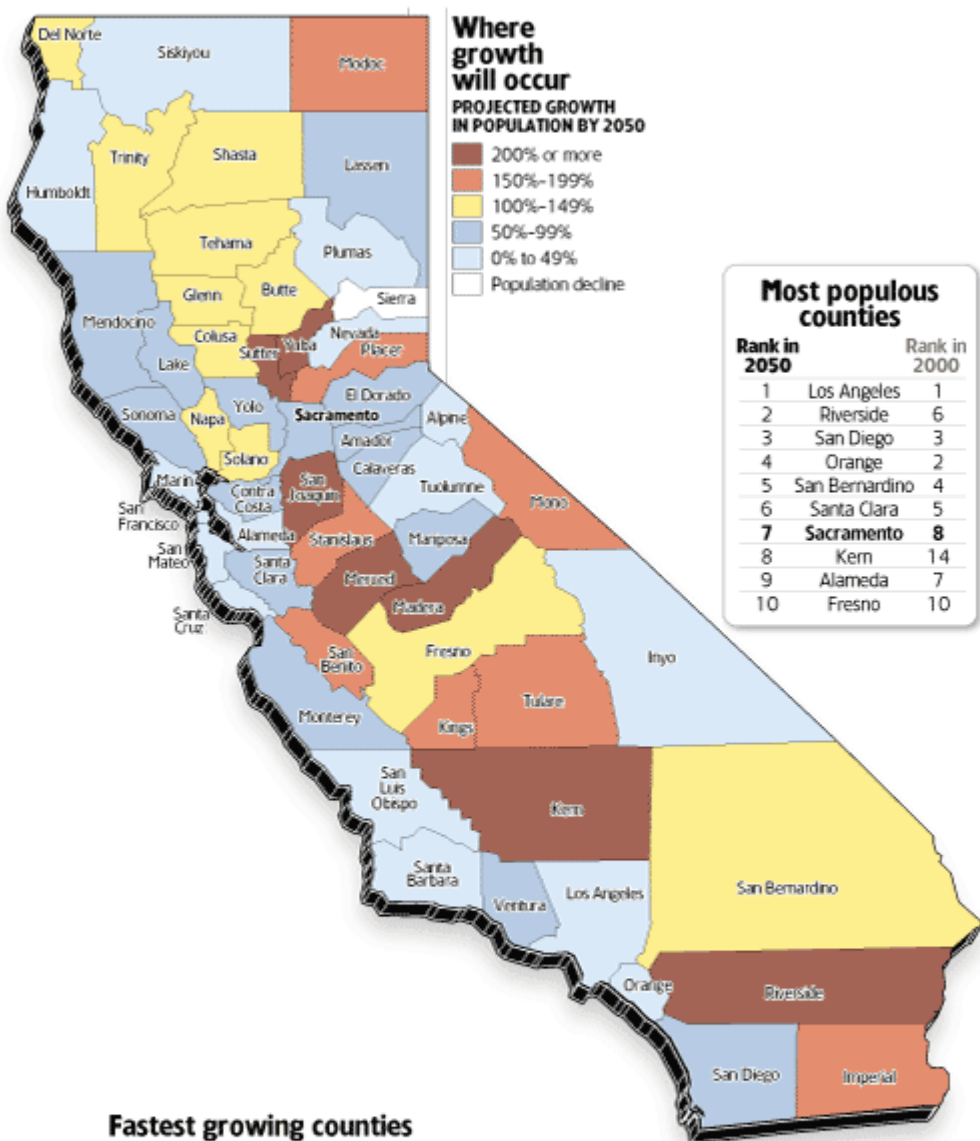 Where
growth
will occur
PROJECTED GROWTH
IN POPULATION BY 2050
200% or more
150%-199%
100%-149%
50%-99%
0% to 49%
Population decline
Most populous
counties
Rank in 2050 Rank in 2000
1 Los Angeles 1
2 Riverside 6
3 San Diego 3
4 Orange 2
5 San Bernardino 4
6 Santa Clara 5
7 Sacramento 8
8 Kern 14
9 Alameda 7
10 Fresno 10
Del Norte
Siskiyou
Modoc
Trinity
Shasta
Lassen
Humboldt
Tehama
Plumas
Glenn
Butte
Sierra
Mendocino
Colusa
Sutter
Yuba
Nevada
Placer
Lake
El Dorado
Sonoma
Napa
Yolo
Sacramento
Alpine
Amador
Solano
Calaveras
Marin
Contra
Costa
San
Joaquin
Tuolumne
Mono
San
Francisco
Alameda
Stanislaus
Mariposa
San
Mateo
Santa
Clara
Merced
Madera
Santa
Cruz
San
Benito
Fresno
Inyo
Monterey
Kings
Tulare
San
Luis
Obispo
Kern
Santa
Barbara
Ventura
Los Angeles
San Bernardino
Orange
Riverside
San Diego
Imperial
Fastest growing counties